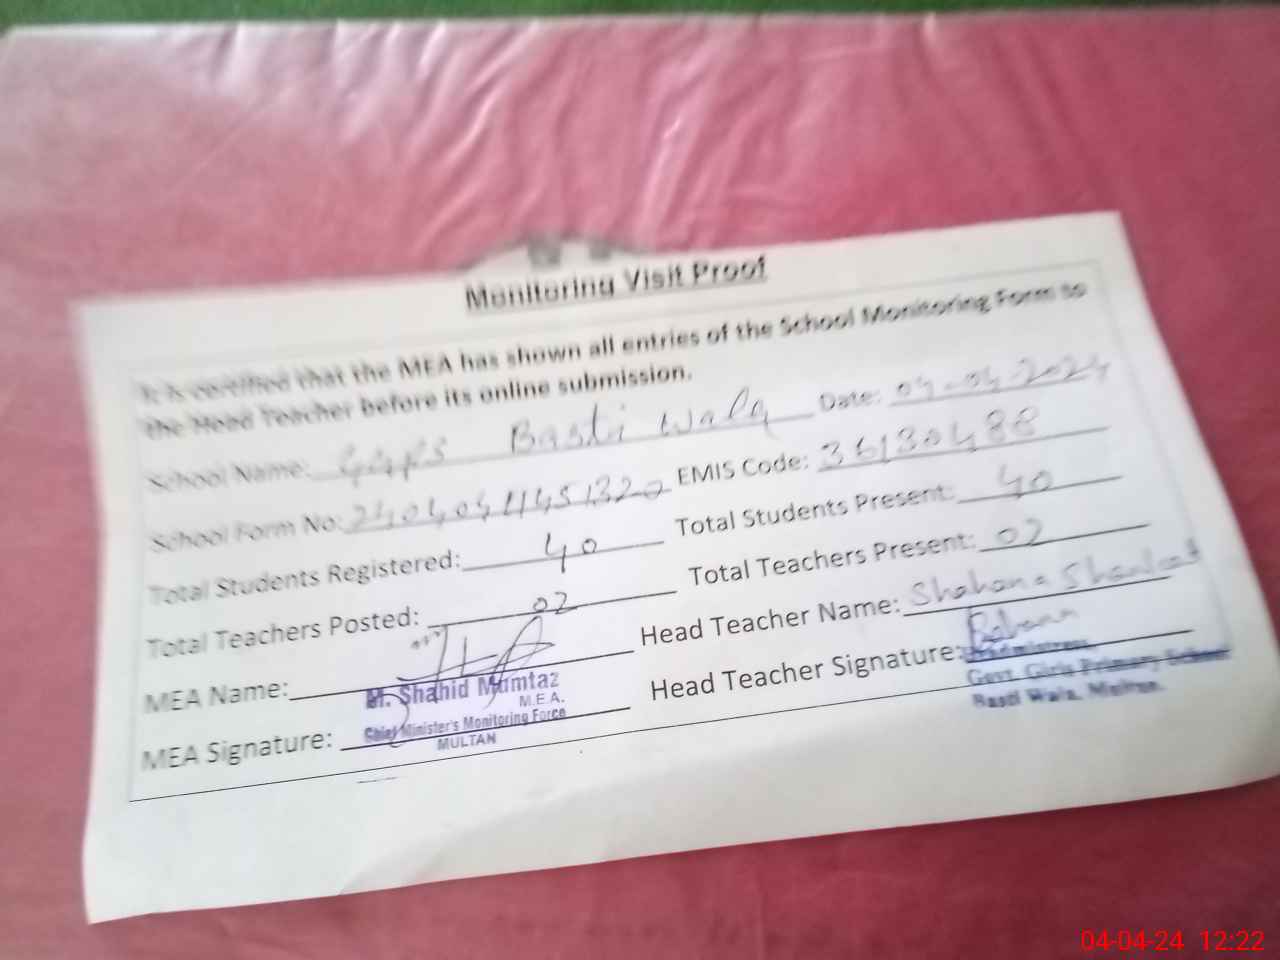 Monitoring Visit Proof
It is certified that the MEA has shown all entries of the School Monitoring Form to
the Head Teacher before its online submission.
School Name: GGPS Basti Wala Date: 04-04-2024
School Form No: EMIS Code: 36130488
Total Students Registered: 40 Total Students Present: 40
Total Teachers Posted: 02 Total Teachers Present: 02
MEA Name: Head Teacher Name: Shahana Shaukat
M. Shahid Mumtaz
M.E.A.
Chief Minister's Monitoring Force
MULTAN
MEA Signature: Head Teacher Signature:
Headmistress
Govt. Girls Primary School
Basti Wala, Multan.
04-04-24 12:22